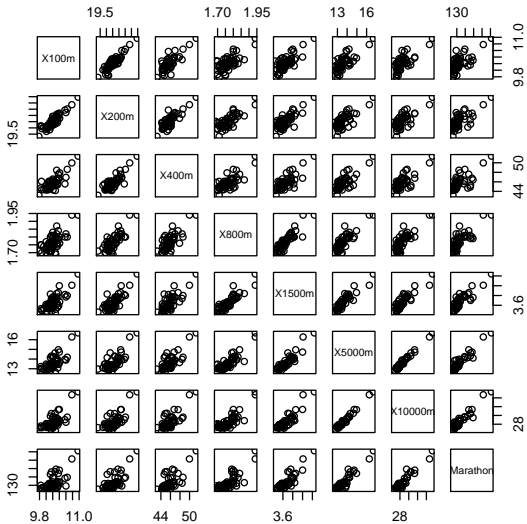 19.5 1.70 1.95 13 16 130
X100m 9.8 11.0
19.5 X200m
X400m 44 50
1.70 1.95 X800m
X1500m 3.6
13 16 X5000m
X10000m 28
130 Marathon
9.8 11.0 44 50 3.6 28